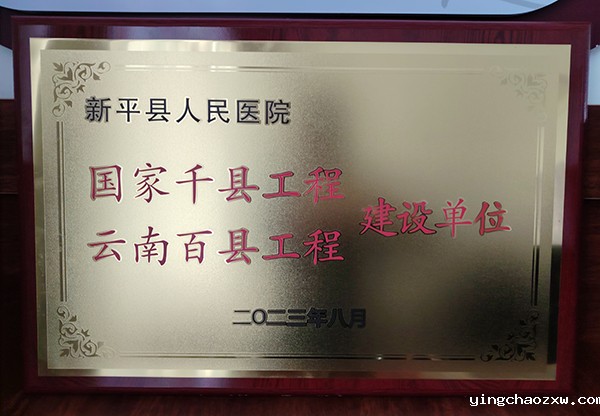 新平县人民医院
国家千县工程
云南百县工程
建设单位
二〇二三年八月
yingchaozxw.com